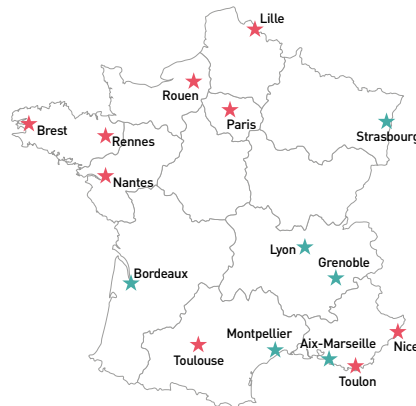 Lille
Rouen
Paris
Strasbourg
Brest
Rennes
Nantes
Lyon
Grenoble
Bordeaux
Montpellier
Aix-Marseille
Nice
Toulouse
Toulon